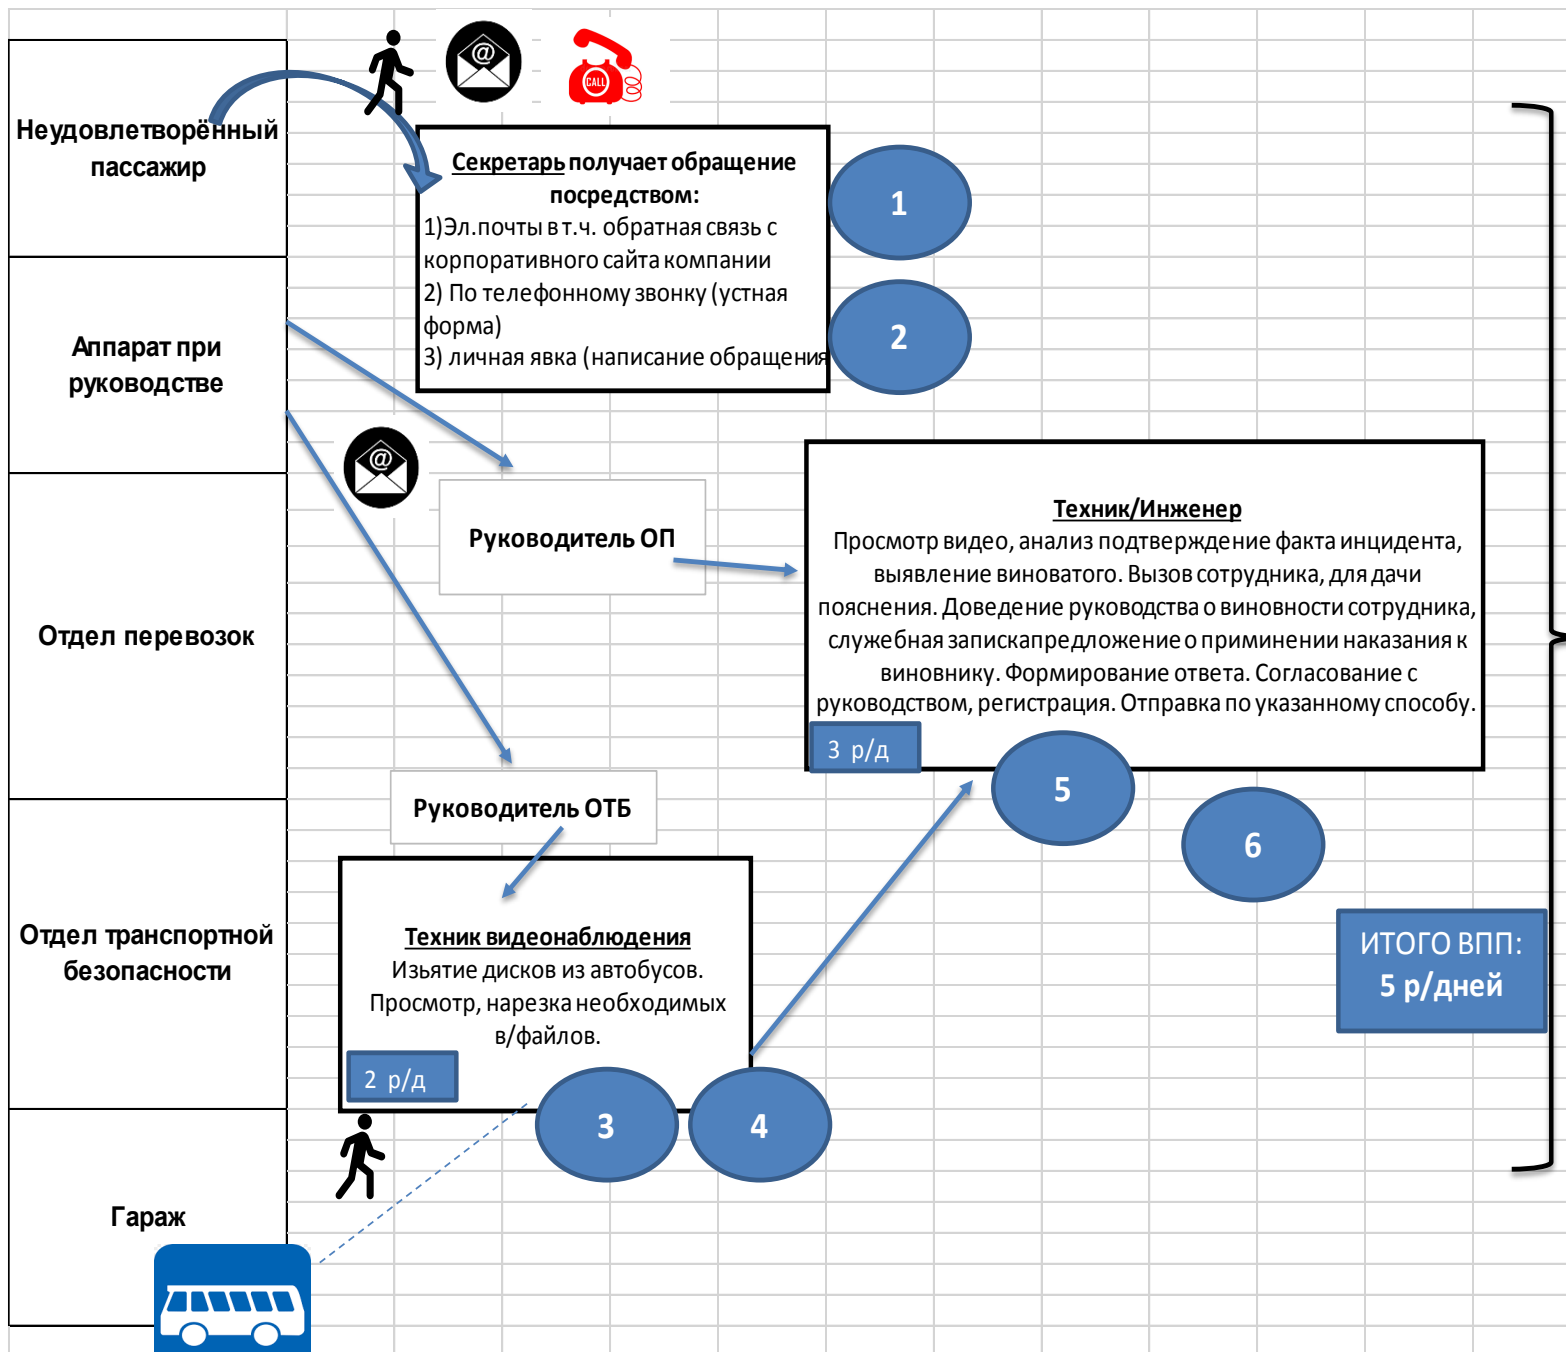 Неудовлетворённый
пассажир
@
CALL
Секретарь получает обращение
посредством:
1)Эл.почты в т.ч. обратная связь с
корпоративного сайта компании
2) По телефонному звонку (устная
форма)
3) личная явка (написание обращения
1
2
Аппарат при
руководстве
@
Отдел перевозок
Руководитель ОП
Техник/Инженер
Просмотр видео, анализ подтверждение факта инцидента,
выявление виноватого. Вызов сотрудника, для дачи
пояснения. Доведение руководства о виновности сотрудника,
служебная запискапредложение о приминении наказания к
виновнику. Формирование ответа. Согласование с
руководством, регистрация. Отправка по указанному способу.
3 р/д
5
6
Руководитель ОТБ
Отдел транспортной
безопасности
Техник видеонаблюдения
Изьятие дисков из автобусов.
Просмотр, нарезка необходимых
в/файлов.
2 р/д
3
4
ИТОГО ВПП:
5 р/дней
Гараж